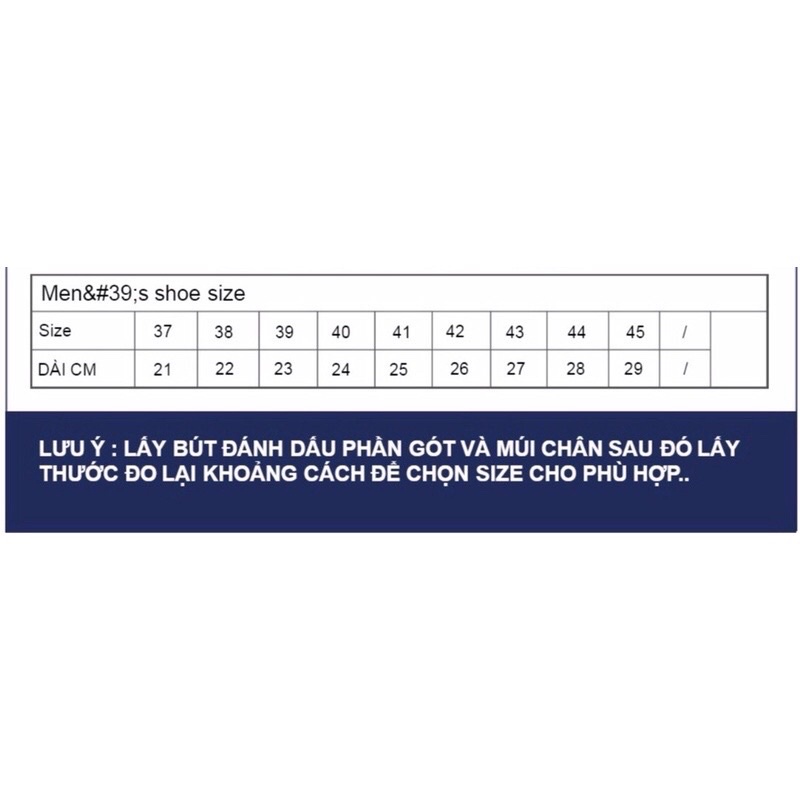 Men&#39;s shoe size
Size 37 38 39 40 41 42 43 44 45 /
DÀI CM 21 22 23 24 25 26 27 28 29 /
LƯU Ý : LẤY BÚT ĐÁNH DẤU PHẦN GÓT VÀ MÚI CHÂN SAU ĐÓ LẤY
THƯỚC ĐO LẠI KHOẢNG CÁCH ĐỂ CHỌN SIZE CHO PHÙ HỢP..